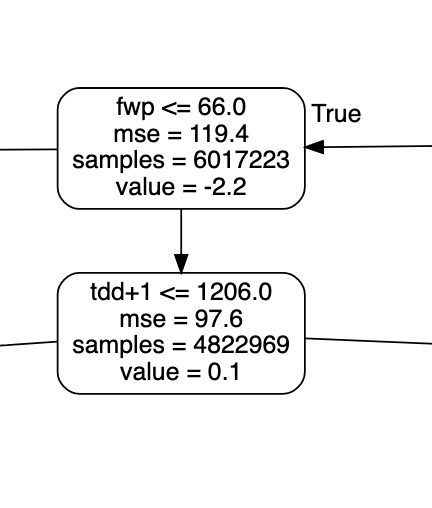 fwp <= 66.0
mse = 119.4
samples = 6017223
value = -2.2
True
tdd+1 <= 1206.0
mse = 97.6
samples = 4822969
value = 0.1